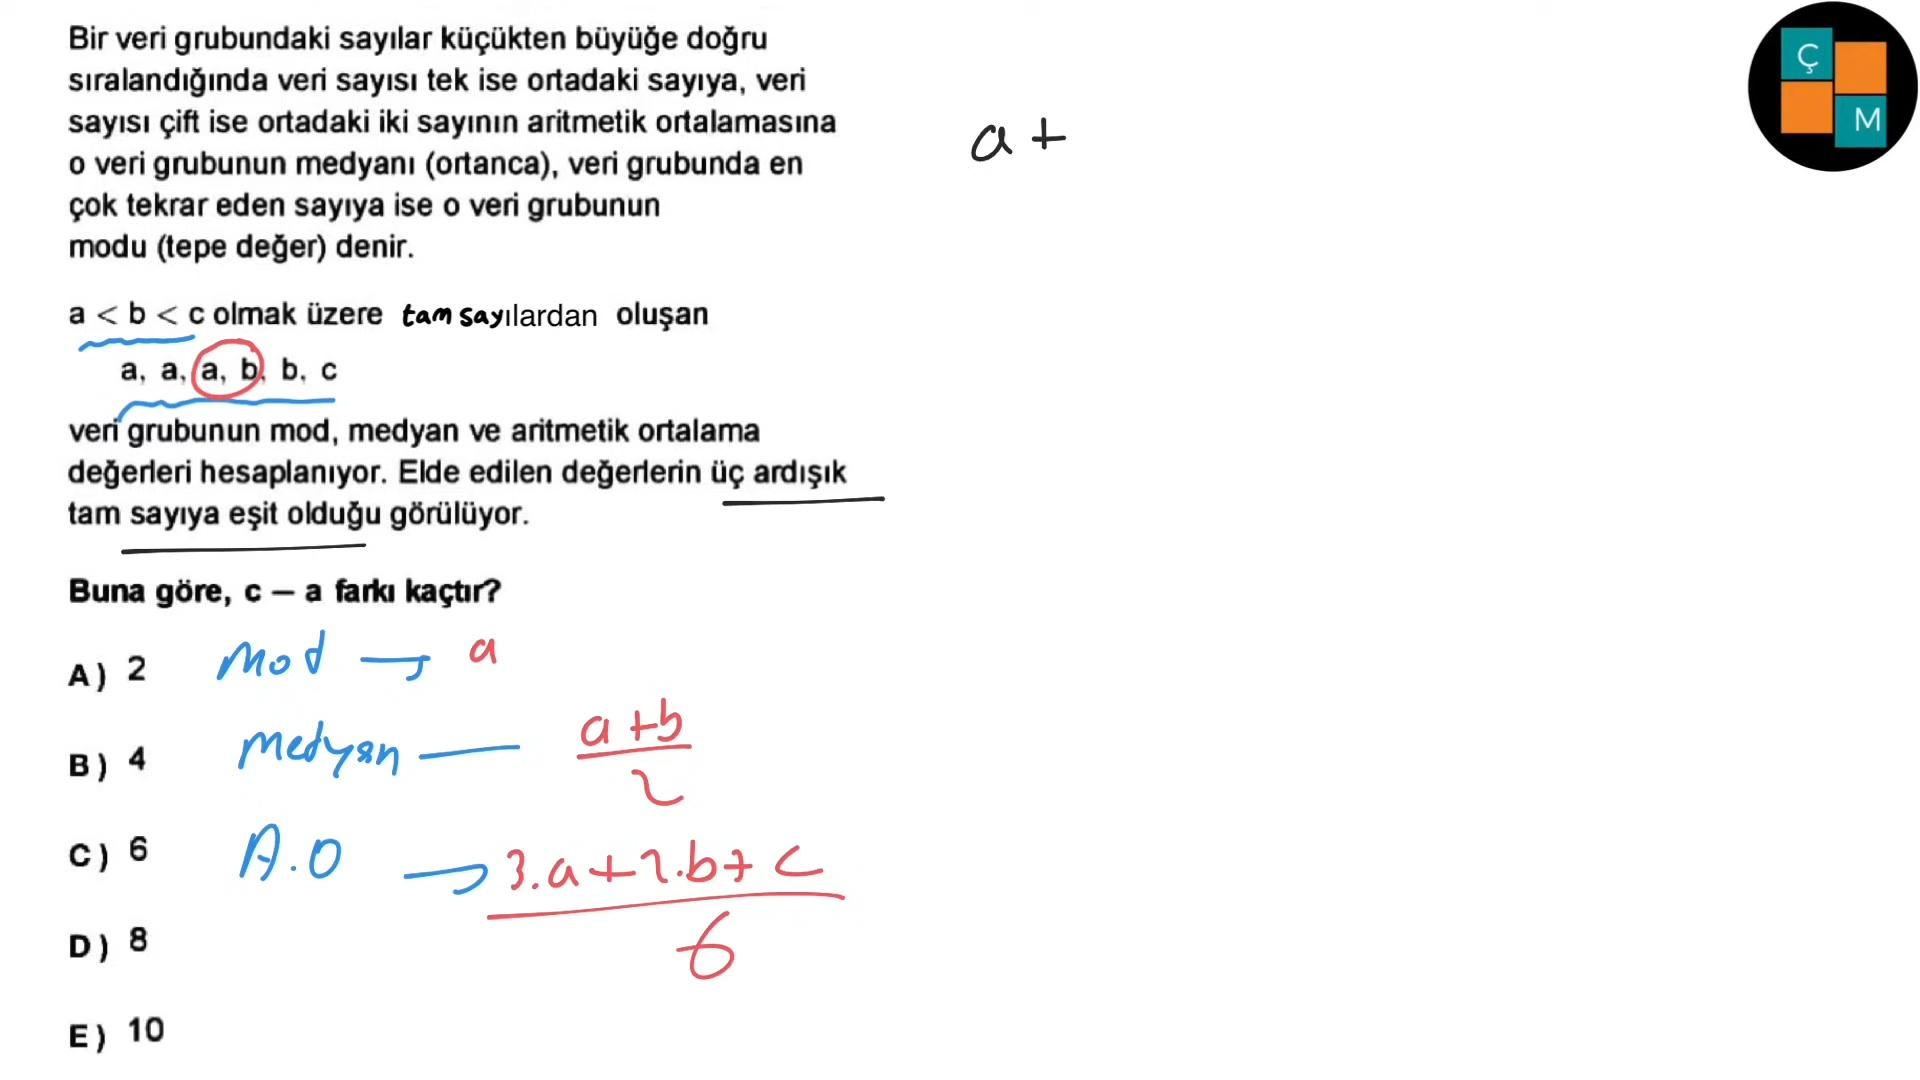 Bir veri grubundaki sayılar küçükten büyüğe doğru
sıralandığında veri sayısı tek ise ortadaki sayıya, veri
sayısı çift ise ortadaki iki sayının aritmetik ortalamasına
o veri grubunun medyanı (ortanca), veri grubunda en
çok tekrar eden sayıya ise o veri grubunun
modu (tepe değer) denir.
a < b < c olmak üzere tam sayılardan oluşan
a, a, a, b, b, c
veri grubunun mod, medyan ve aritmetik ortalama
değerleri hesaplanıyor. Elde edilen değerlerin üç ardışık
tam sayıya eşit olduğu görülüyor.
Buna göre, c – a farkı kaçtır?
A) 2
B) 4
C) 6
D) 8
E) 10
Mod → a
Medyan — a+b
2
A.O → 3.a+2.b+c
6
a +
Ç
M